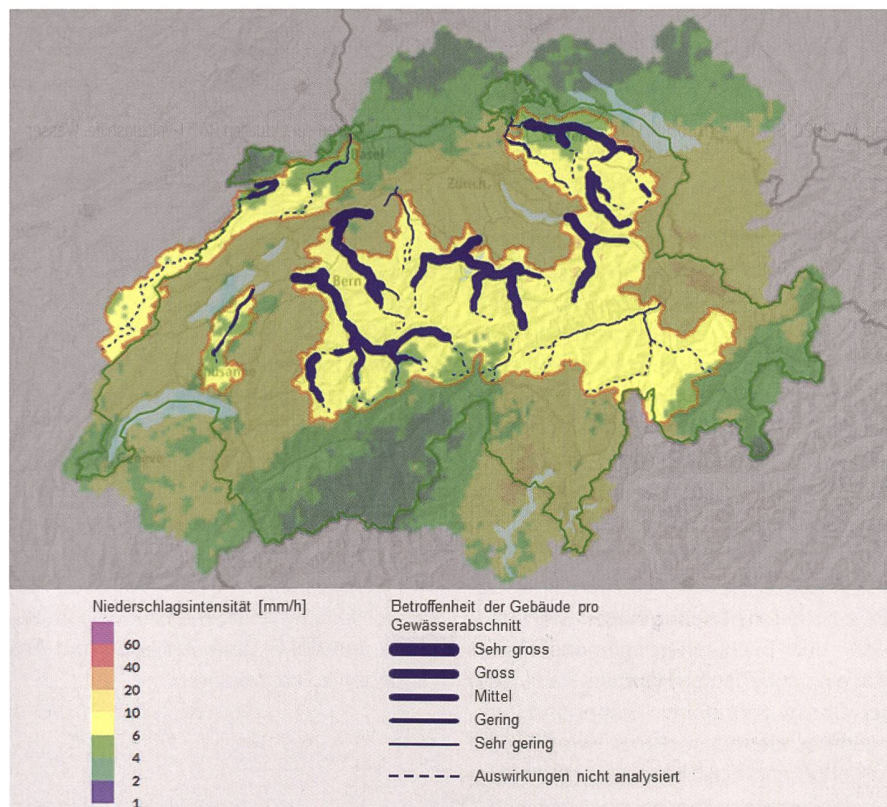 Basel
Zürich
Bern
Niederschlagsintensität [mm/h]
60
40
20
10
6
4
2
1
Betroffenheit der Gebäude pro
Gewässerabschnitt
Sehr gross
Gross
Mittel
Gering
Sehr gering
Auswirkungen nicht analysiert